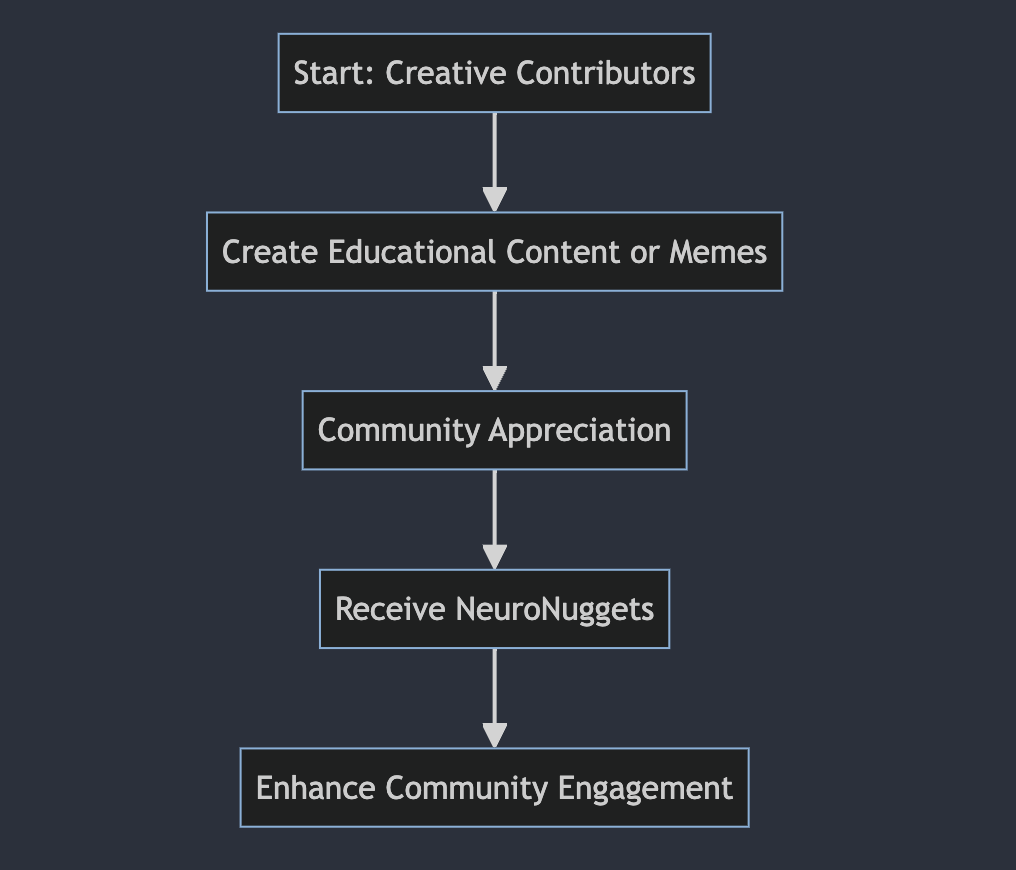 Start: Creative Contributors
Create Educational Content or Memes
Community Appreciation
Receive NeuroNuggets
Enhance Community Engagement